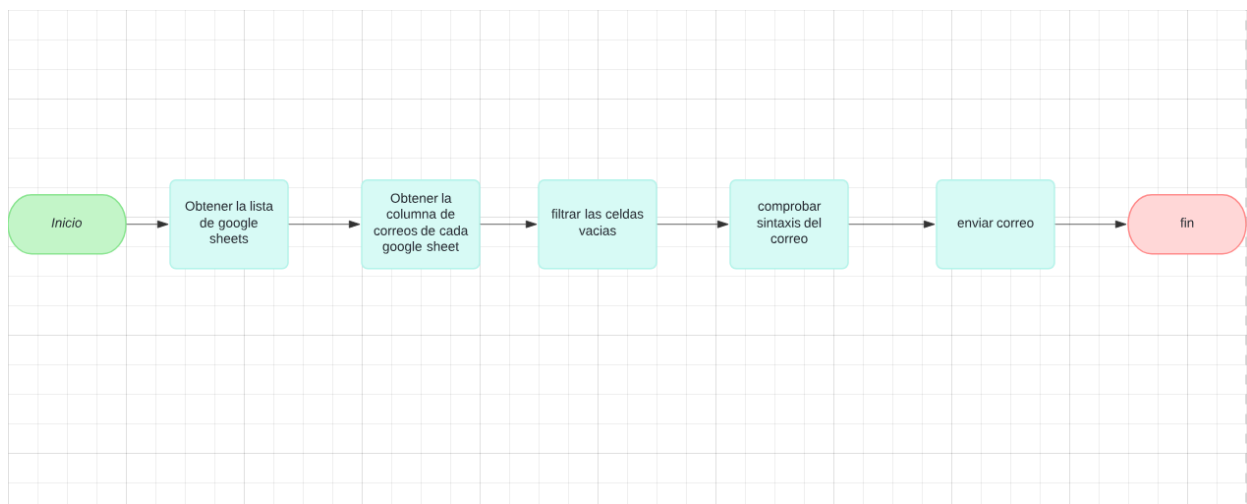 Inicio
Obtener la lista
de google
sheets
Obtener la
columna de
correos de cada
google sheet
filtrar las celdas
vacias
comprobar
sintaxis del
correo
enviar correo
fin